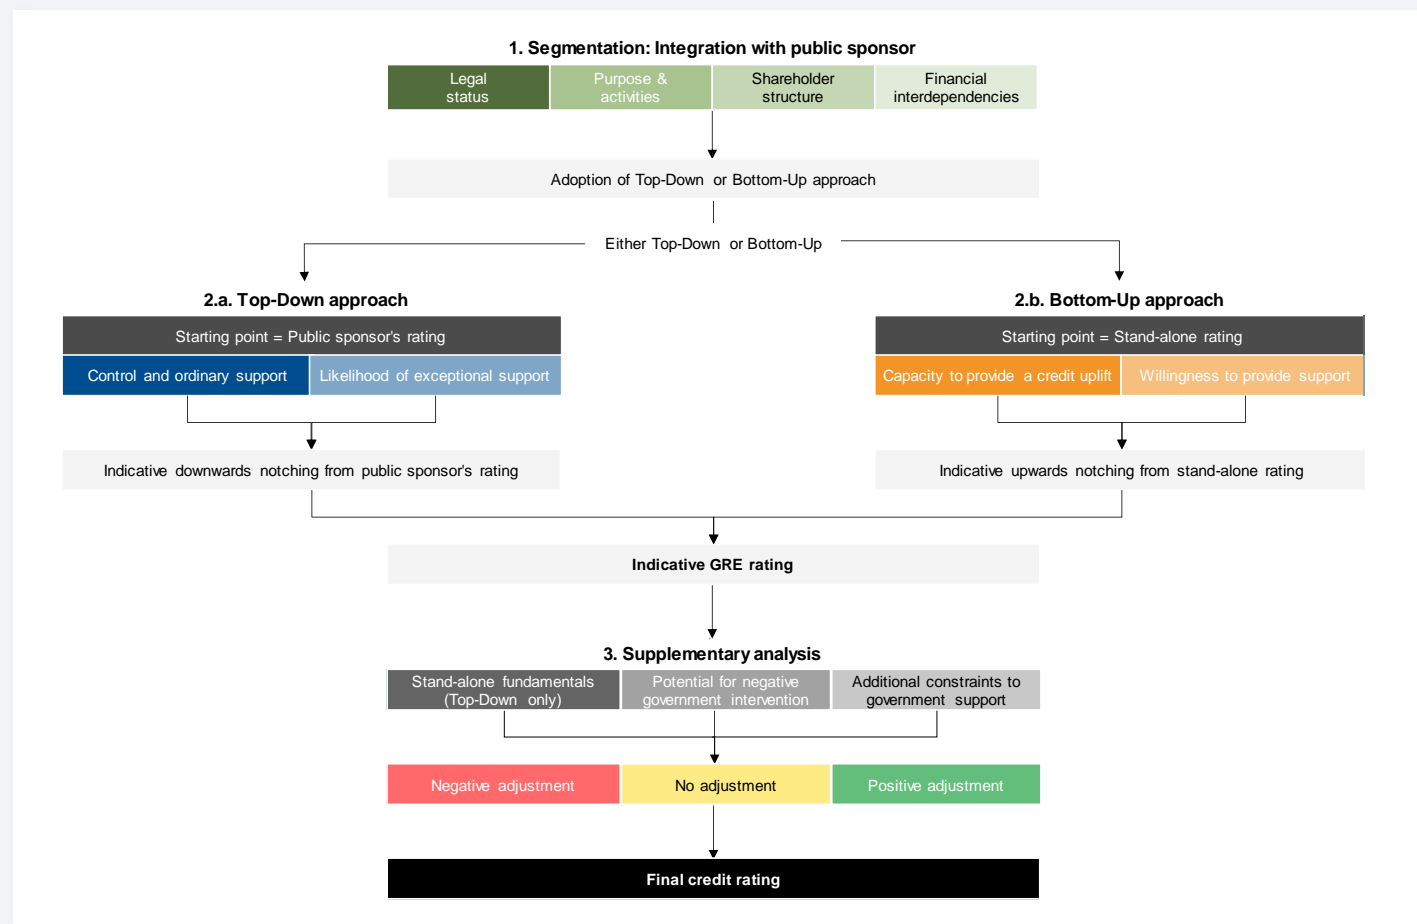 1. Segmentation: Integration with public sponsor
Legal
status
Purpose &
activities
Shareholder
structure
Financial
interdependencies
Adoption of Top-Down or Bottom-Up approach
Either Top-Down or Bottom-Up
2.a. Top-Down approach
Starting point = Public sponsor's rating
Control and ordinary support
Likelihood of exceptional support
Indicative downwards notching from public sponsor's rating
2.b. Bottom-Up approach
Starting point = Stand-alone rating
Capacity to provide a credit uplift
Willingness to provide support
Indicative upwards notching from stand-alone rating
Indicative GRE rating
3. Supplementary analysis
Stand-alone fundamentals
(Top-Down only)
Potential for negative
government intervention
Additional constraints to
government support
Negative adjustment
No adjustment
Positive adjustment
Final credit rating